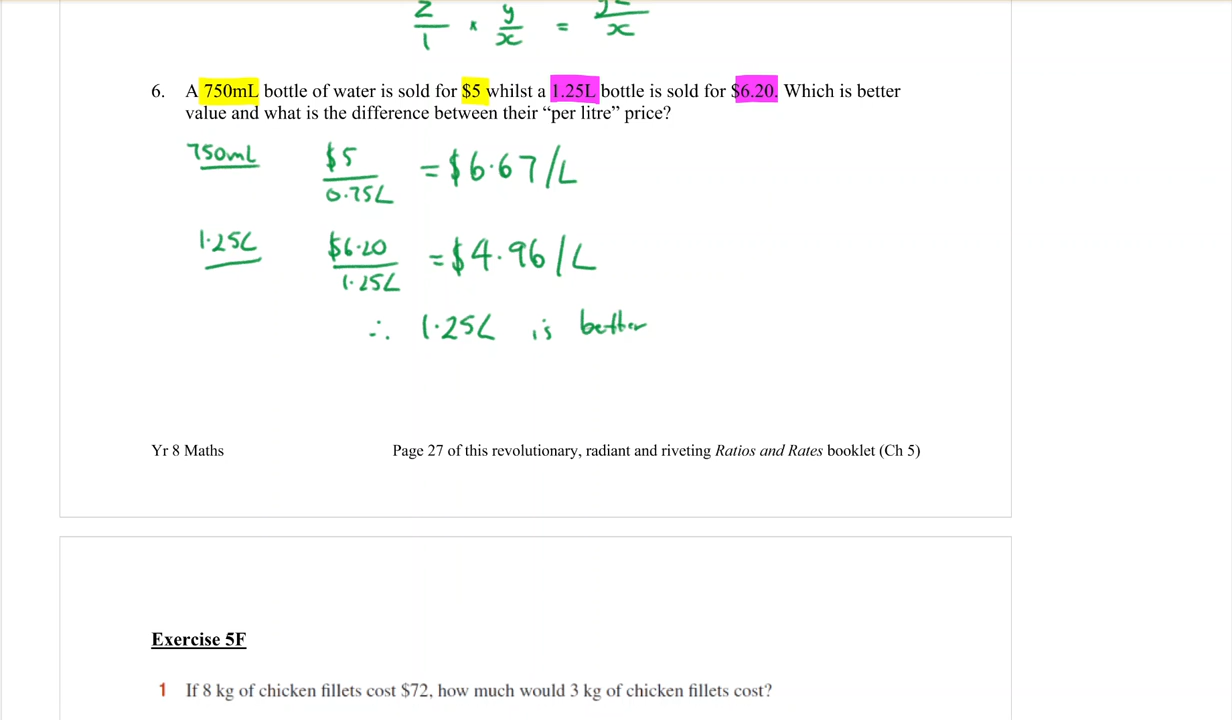 2/1 × y/x = yz/x
6. A 750mL bottle of water is sold for $5 whilst a 1.25L bottle is sold for $6.20. Which is better
value and what is the difference between their “per litre” price?
750mL $5/0.75L = $6.67/L
1.25L $6.20/1.25L = $4.96/L
∴ 1.25L is better
Yr 8 Maths Page 27 of this revolutionary, radiant and riveting Ratios and Rates booklet (Ch 5)
Exercise 5F
1 If 8 kg of chicken fillets cost $72, how much would 3 kg of chicken fillets cost?